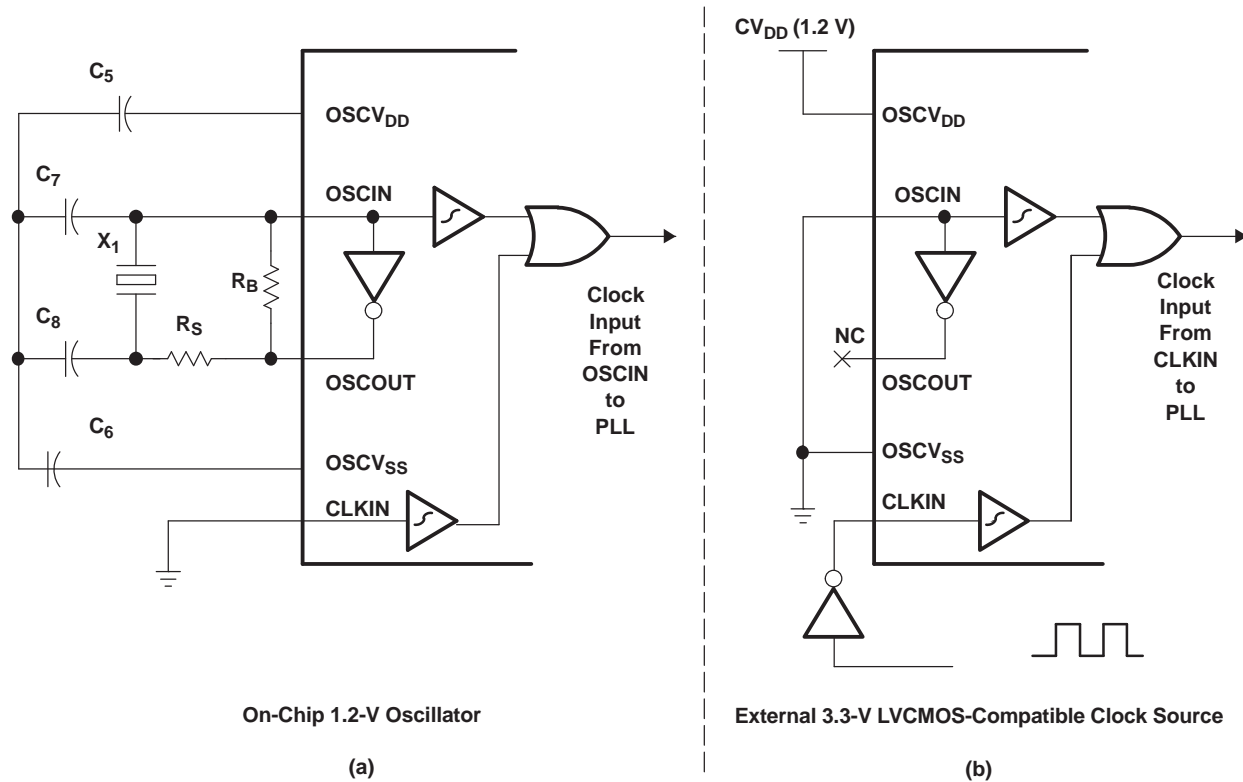 C5
OSCVDD
C7
OSCIN
X1
RB
C8
RS
OSCOUT
Clock
Input
From
OSCIN
to
PLL
C6
OSCVSS
CLKIN
On-Chip 1.2-V Oscillator
(a)
CVDD (1.2 V)
OSCVDD
OSCIN
NC
OSCOUT
Clock
Input
From
CLKIN
to
PLL
OSCVSS
CLKIN
External 3.3-V LVCMOS-Compatible Clock Source
(b)